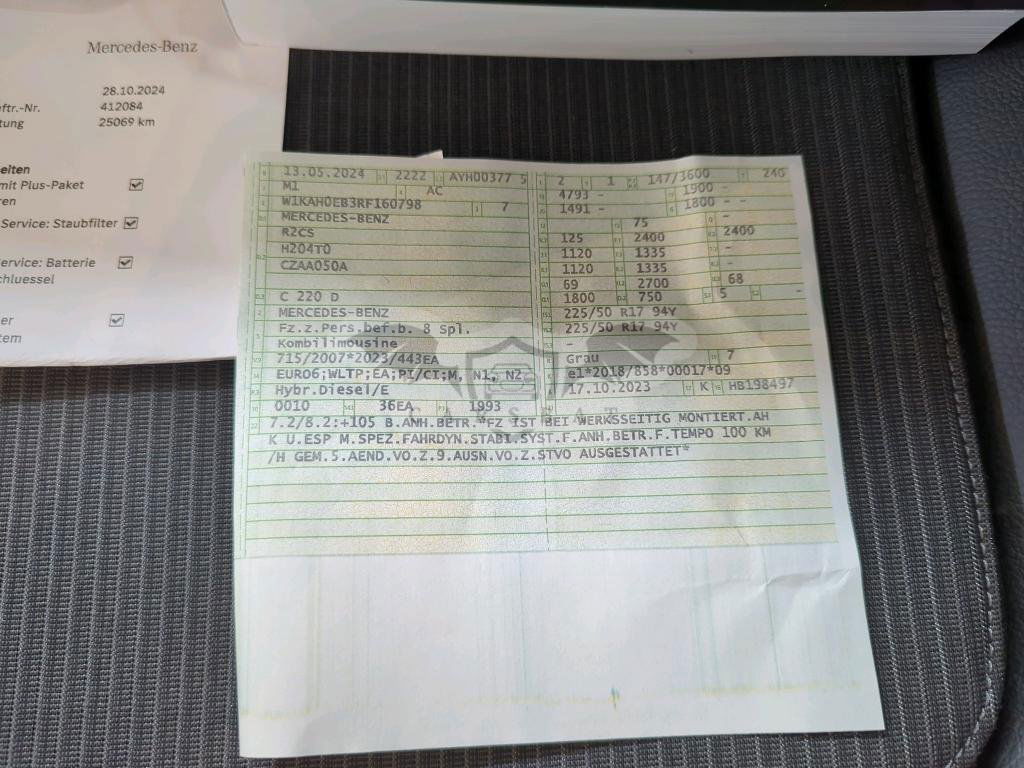 Mercedes-Benz
28.10.2024
ftr.-Nr. 412084
tung 25069 km
eiten
mit Plus-Paket
ren
Service: Staubfilter
ervice: Batterie
chluessel
er
tem
13.05.2024 2222 AYH00377 5
M1 AC
W1KAH0EB3RF160798 7
MERCEDES-BENZ
R2CS
H204T0
CZAA050A
C 220 D
MERCEDES-BENZ
Fz.z.Pers.bef.b. 8 Spl.
Kombilimousine
715/2007*2023/443EA
EURO6;WLTP;EA;PI/CI;M, N1, N2
Hybr.Diesel/E
0010 36EA 1993
2 1 147/3600 240
4793 - 1900 -
1491 - 1800 - -
75 -
125 2400 2400
1120 1335 -
1120 1335 -
69 2700 68
1800 750 5 -
225/50 R17 94Y
225/50 R17 94Y
-
Grau 7
e1*2018/858*00017*09
17.10.2023 K HB198497
7.2/8.2:+105 B.ANH.BETR.*FZ IST BEI WERKSSEITIG MONTIERT.AH
K U.ESP M.SPEZ.FAHRDYN.STABI.SYST.F.ANH.BETR.F.TEMPO 100 KM
/H GEM.5.AEND.VO.Z.9.AUSN.VO.Z.STVO AUSGESTATTET*